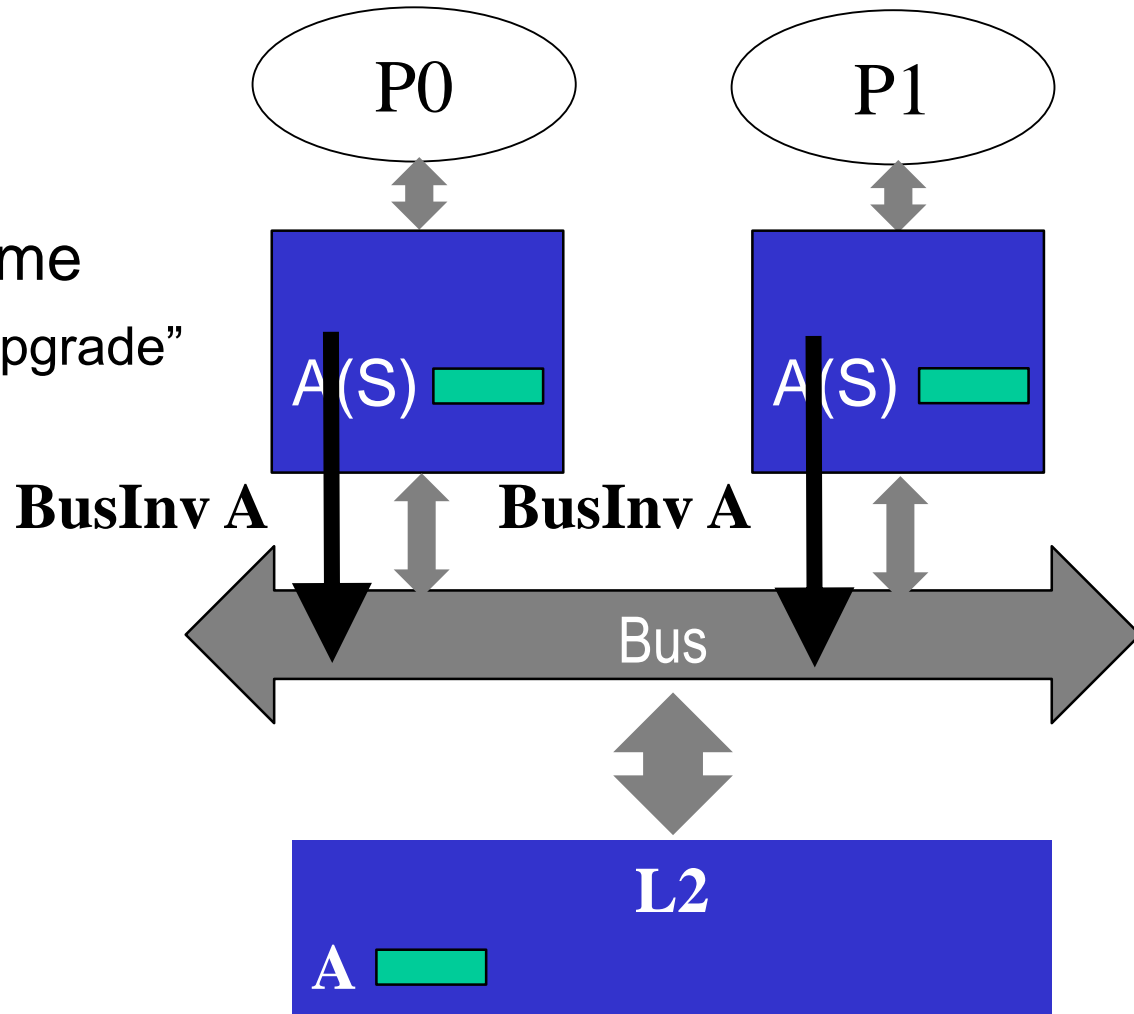 P0
P1
me
pgrade”
A(S)
A(S)
BusInv A
BusInv A
Bus
L2
A